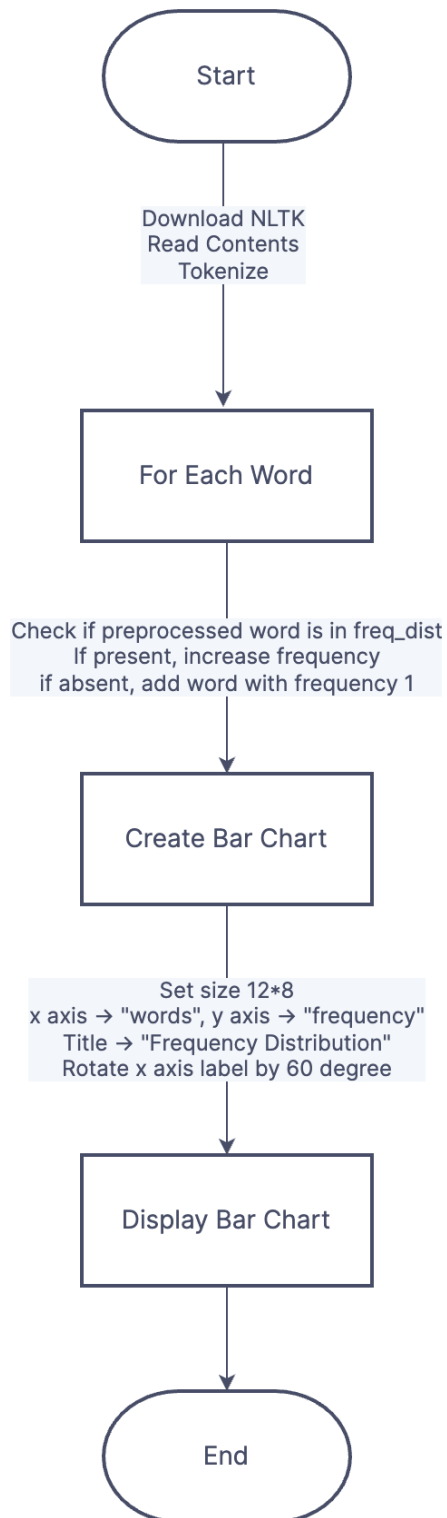 Start
Download NLTK
Read Contents
Tokenize
For Each Word
Check if preprocessed word is in freq_dist
If present, increase frequency
if absent, add word with frequency 1
Create Bar Chart
Set size 12*8
x axis → "words", y axis → "frequency"
Title → "Frequency Distribution"
Rotate x axis label by 60 degree
Display Bar Chart
End